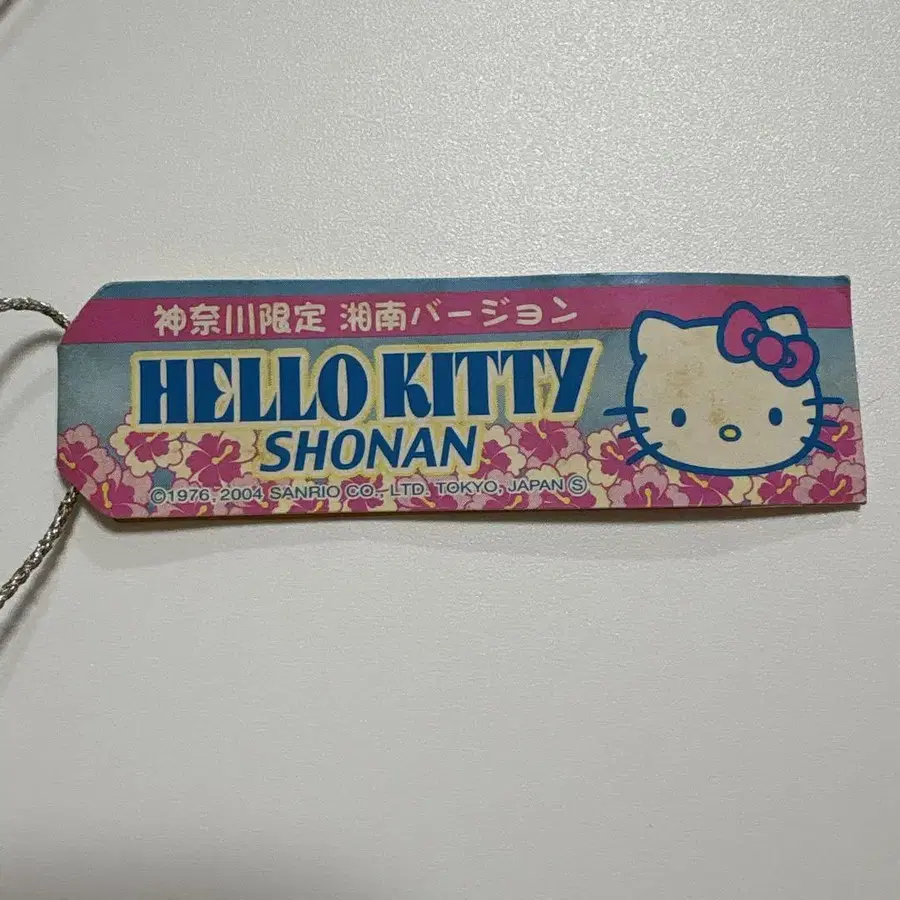 神奈川限定 湘南バージョン
HELLO KITTY
SHONAN
©1976, 2004 SANRIO CO., LTD. TOKYO, JAPAN Ⓢ